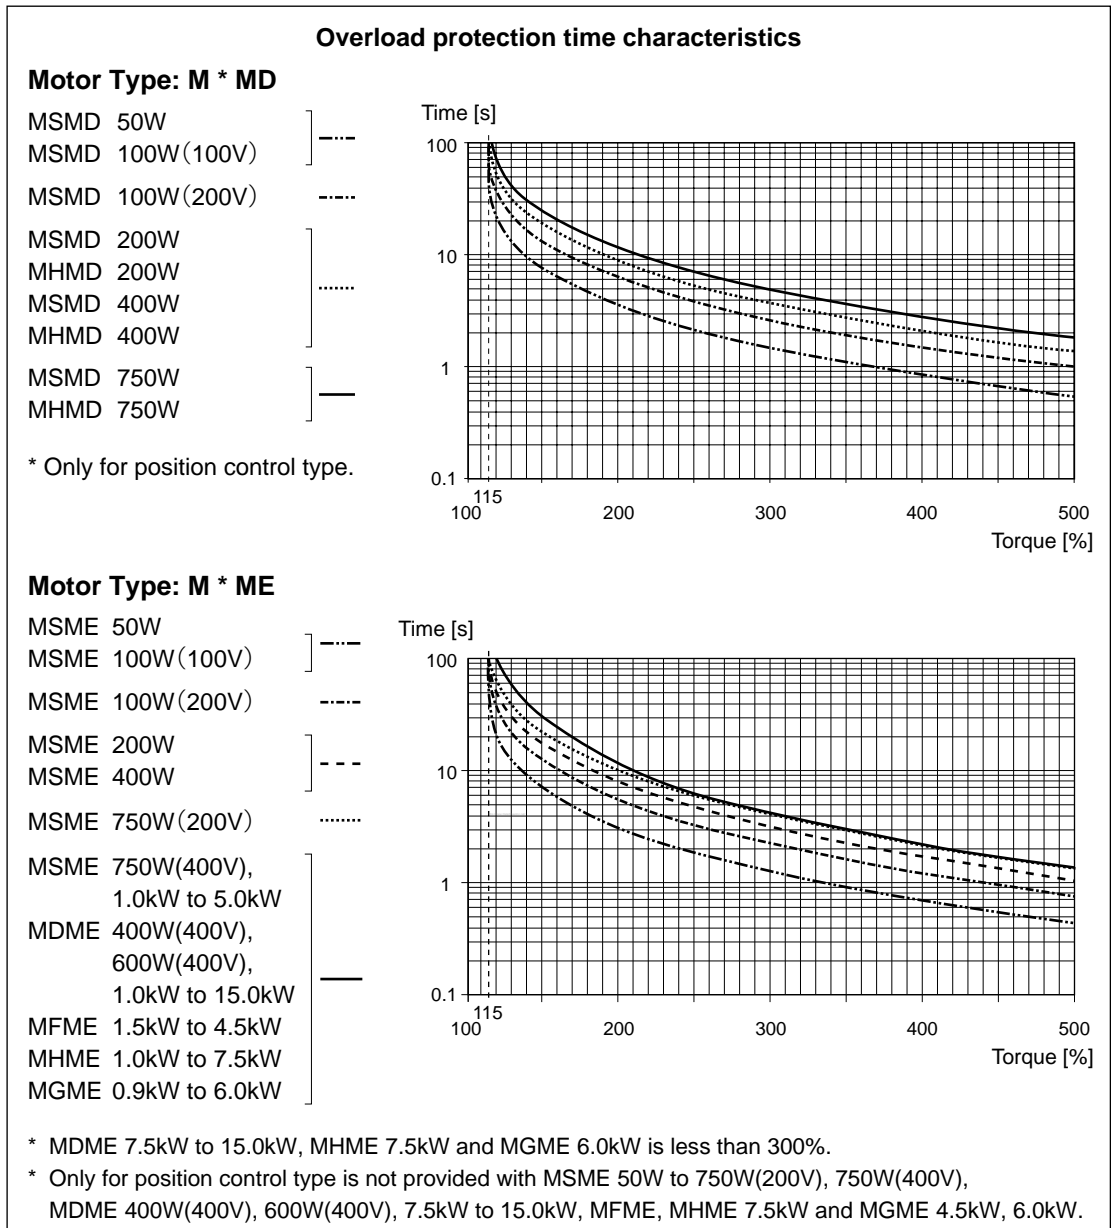 Overload protection time characteristics
Motor Type: M * MD
MSMD 50W
MSMD 100W(100V)
MSMD 100W(200V)
MSMD 200W
MHMD 200W
MSMD 400W
MHMD 400W
MSMD 750W
MHMD 750W
* Only for position control type.
Time [s]
100
10
1
0.1
115
100 200 300 400 500
Torque [%]
Motor Type: M * ME
MSME 50W
MSME 100W(100V)
MSME 100W(200V)
MSME 200W
MSME 400W
MSME 750W(200V)
MSME 750W(400V),
1.0kW to 5.0kW
MDME 400W(400V),
600W(400V),
1.0kW to 15.0kW
MFME 1.5kW to 4.5kW
MHME 1.0kW to 7.5kW
MGME 0.9kW to 6.0kW
Time [s]
100
10
1
0.1
115
100 200 300 400 500
Torque [%]
* MDME 7.5kW to 15.0kW, MHME 7.5kW and MGME 6.0kW is less than 300%.
* Only for position control type is not provided with MSME 50W to 750W(200V), 750W(400V),
MDME 400W(400V), 600W(400V), 7.5kW to 15.0kW, MFME, MHME 7.5kW and MGME 4.5kW, 6.0kW.